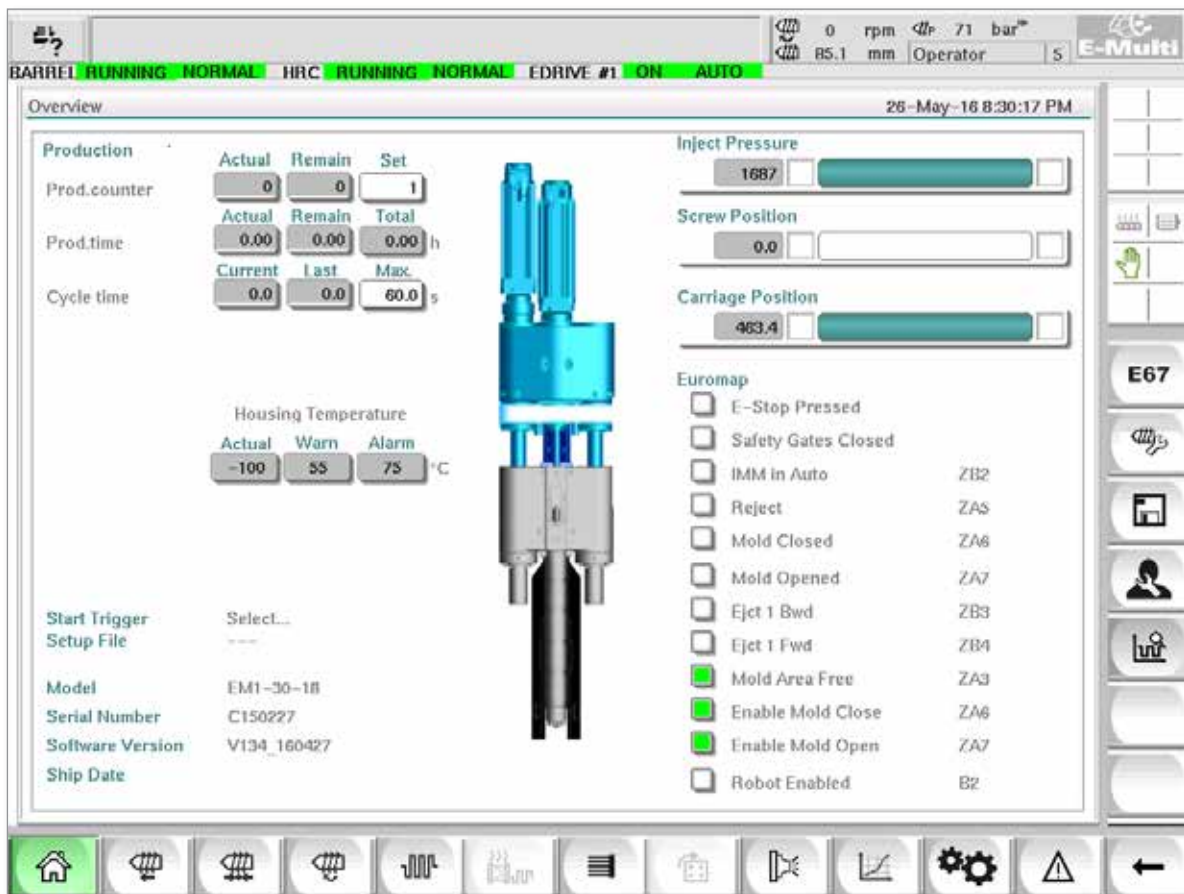 0 rpm P 71 bar
85.1 mm Operator 5
E-Multi
BARREL RUNNING NORMAL HRC RUNNING NORMAL EDRIVE #1 ON AUTO
Overview 26-May-16 8:30:17 PM
Production
Actual Remain Set
Prod.counter 0 0 1
Actual Remain Total
Prod.time 0.00 0.00 0.00 h
Current Last Max.
Cycle time 0.0 0.0 60.0 s
Housing Temperature
Actual Warn Alarm
-100 55 75 °C
Start Trigger Select...
Setup File ---
Model EM1-30-18
Serial Number C150227
Software Version V134_160427
Ship Date
Inject Pressure
1687
Screw Position
0.0
Carriage Position
463.4
Euromap
E-Stop Pressed
Safety Gates Closed
IMM in Auto ZB2
Reject ZA5
Mold Closed ZA6
Mold Opened ZA7
Ejct 1 Bwd ZB3
Ejct 1 Fwd ZB4
Mold Area Free ZA3
Enable Mold Close ZA6
Enable Mold Open ZA7
Robot Enabled B2
E67